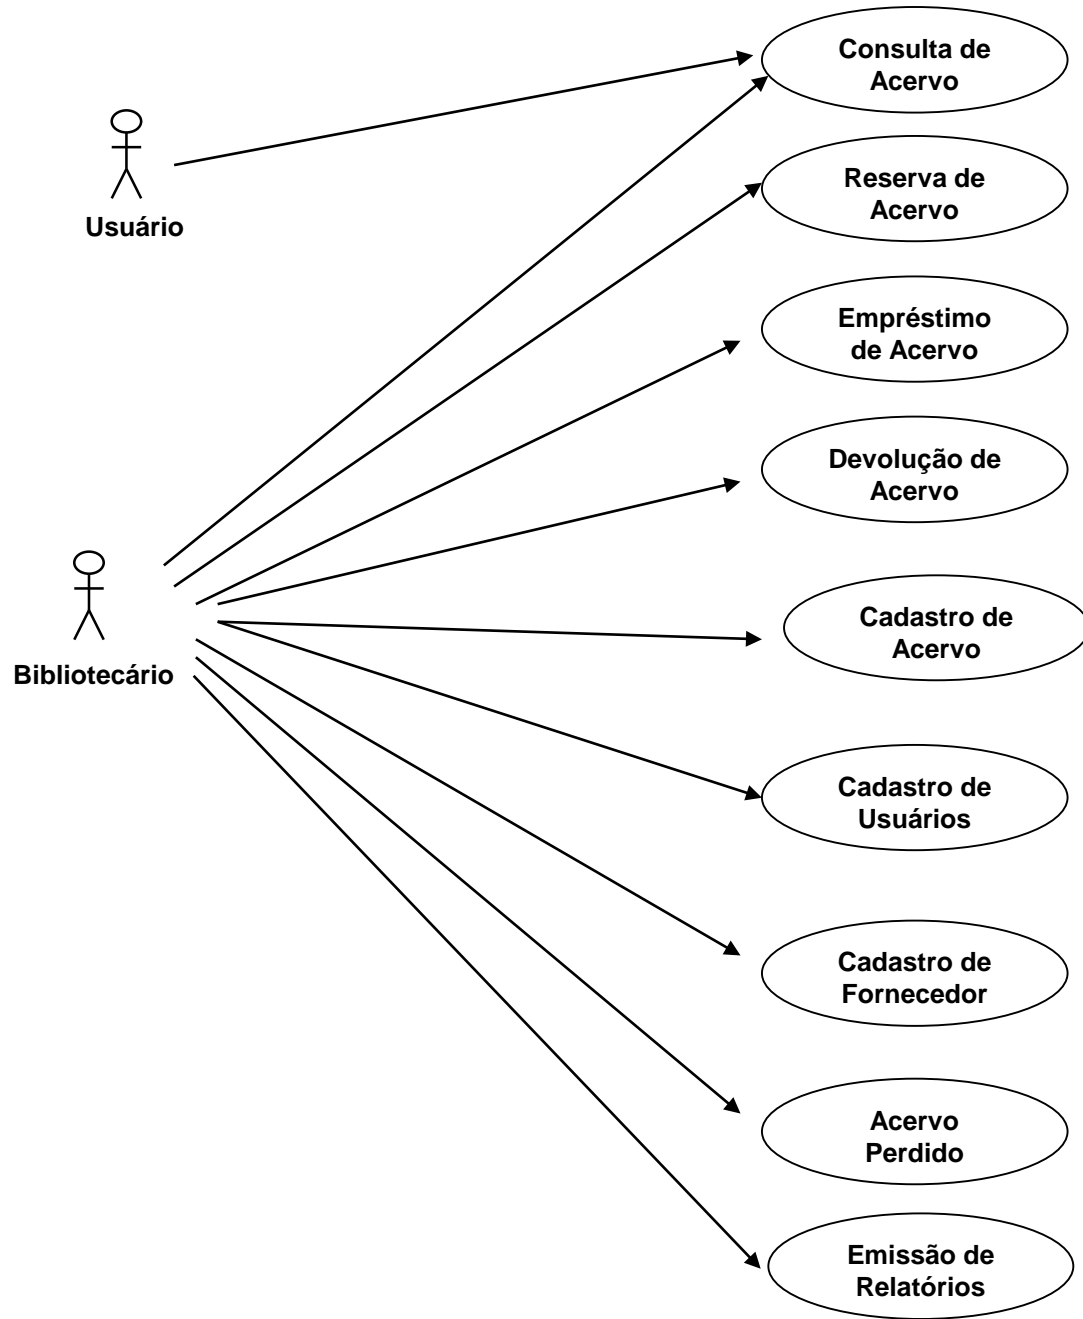 Consulta de
Acervo
Usuário
Reserva de
Acervo
Empréstimo
de Acervo
Devolução de
Acervo
Bibliotecário
Cadastro de
Acervo
Cadastro de
Usuários
Cadastro de
Fornecedor
Acervo
Perdido
Emissão de
Relatórios